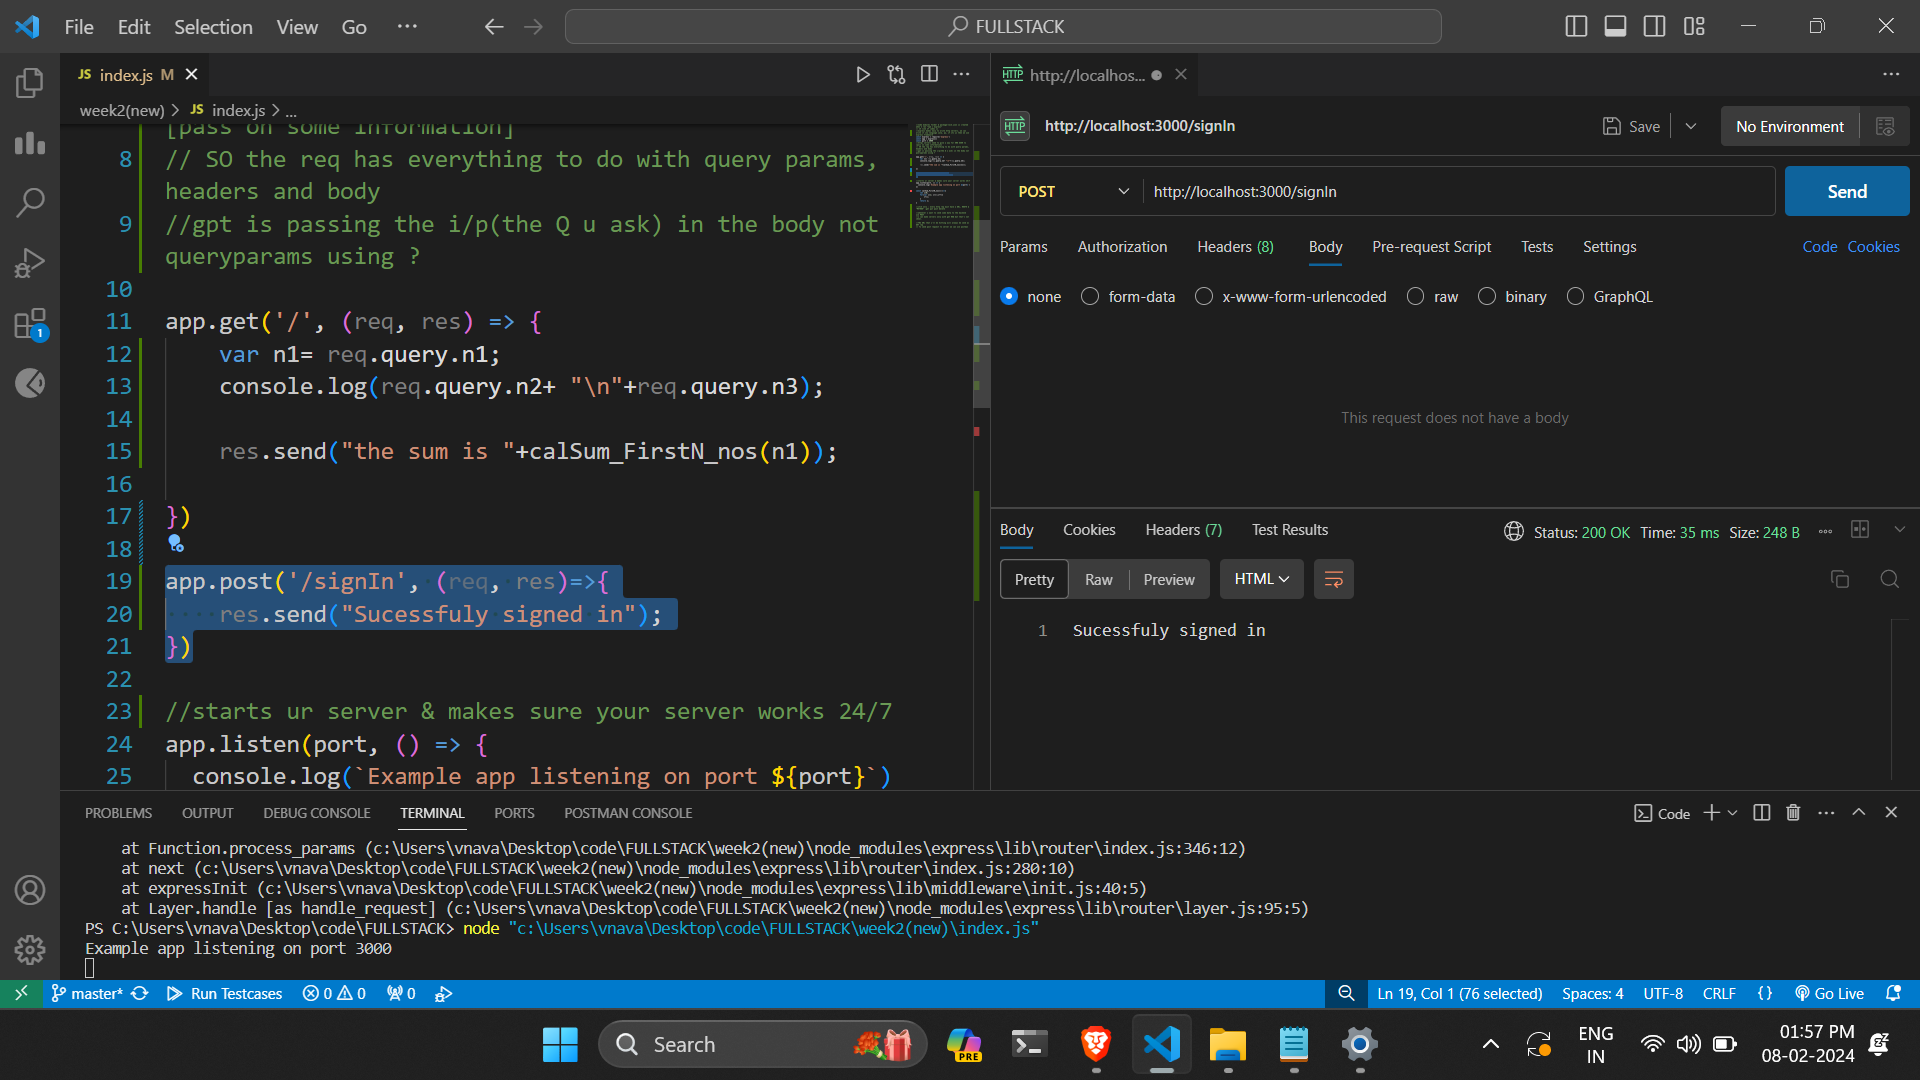 File Edit Selection View Go ··· FULLSTACK
JS index.js M
week2(new) > JS index.js > ...
[pass on some information]
8 // SO the req has everything to do with query params,
headers and body
9 //gpt is passing the i/p(the Q u ask) in the body not
queryparams using ?
10
11 app.get('/', (req, res) => {
12 var n1= req.query.n1;
13 console.log(req.query.n2+ "\n"+req.query.n3);
14
15 res.send("the sum is "+calSum_FirstN_nos(n1));
16
17 })
18
19 app.post('/signIn', (req, res)=>{
20 res.send("Sucessfuly signed in");
21 })
22
23 //starts ur server & makes sure your server works 24/7
24 app.listen(port, () => {
25 console.log(`Example app listening on port ${port}`)
HTTP http://localhos...
HTTP http://localhost:3000/signIn Save No Environment
POST http://localhost:3000/signIn Send
Params Authorization Headers (8) Body Pre-request Script Tests Settings Code Cookies
none form-data x-www-form-urlencoded raw binary GraphQL
This request does not have a body
Body Cookies Headers (7) Test Results Status: 200 OK Time: 35 ms Size: 248 B
Pretty Raw Preview HTML
1 Sucessfuly signed in
PROBLEMS OUTPUT DEBUG CONSOLE TERMINAL PORTS POSTMAN CONSOLE Code
at Function.process_params (c:\Users\vnava\Desktop\code\FULLSTACK\week2(new)\node_modules\express\lib\router\index.js:346:12)
at next (c:\Users\vnava\Desktop\code\FULLSTACK\week2(new)\node_modules\express\lib\router\index.js:280:10)
at expressInit (c:\Users\vnava\Desktop\code\FULLSTACK\week2(new)\node_modules\express\lib\middleware\init.js:40:5)
at Layer.handle [as handle_request] (c:\Users\vnava\Desktop\code\FULLSTACK\week2(new)\node_modules\express\lib\router\layer.js:95:5)
PS C:\Users\vnava\Desktop\code\FULLSTACK> node "c:\Users\vnava\Desktop\code\FULLSTACK\week2(new)\index.js"
Example app listening on port 3000
1
master* Run Testcases 0 0 0 Ln 19, Col 1 (76 selected) Spaces: 4 UTF-8 CRLF {} Go Live
Search PRE ENG
IN 01:57 PM
08-02-2024